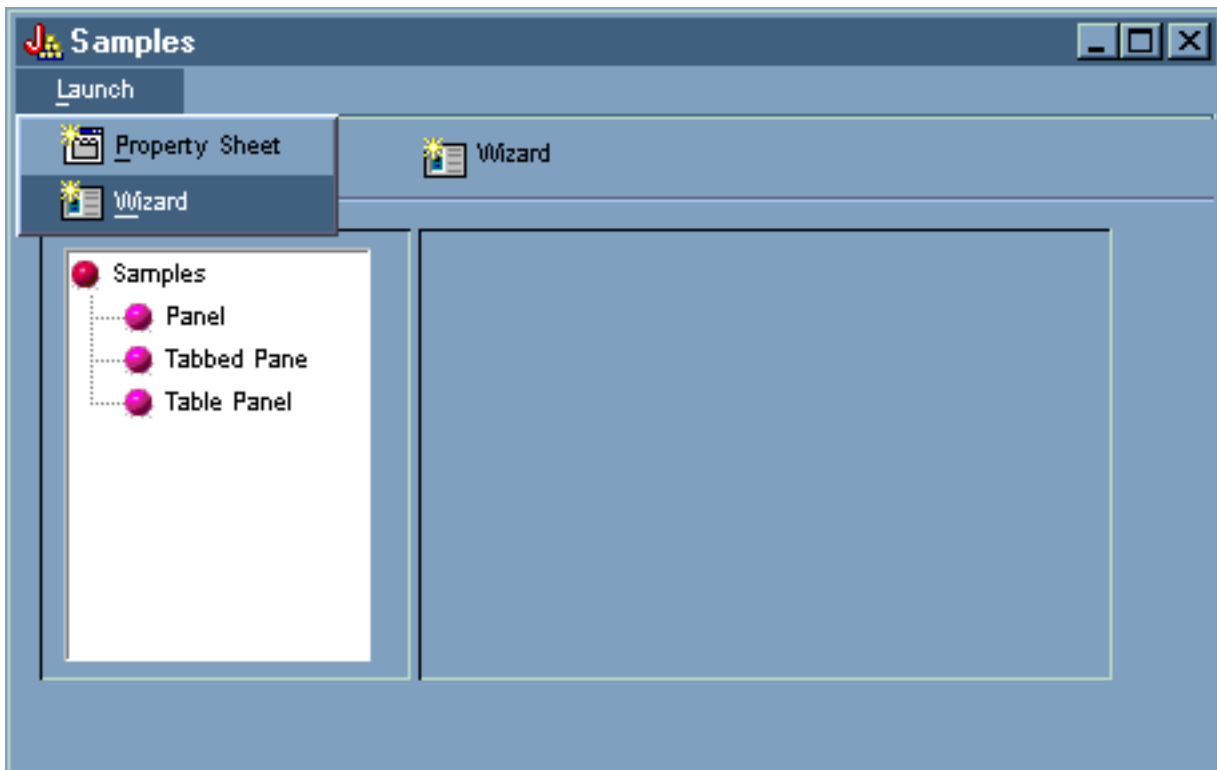 Samples
Launch
Property Sheet
Wizard
Wizard
Samples
Panel
Tabbed Pane
Table Panel